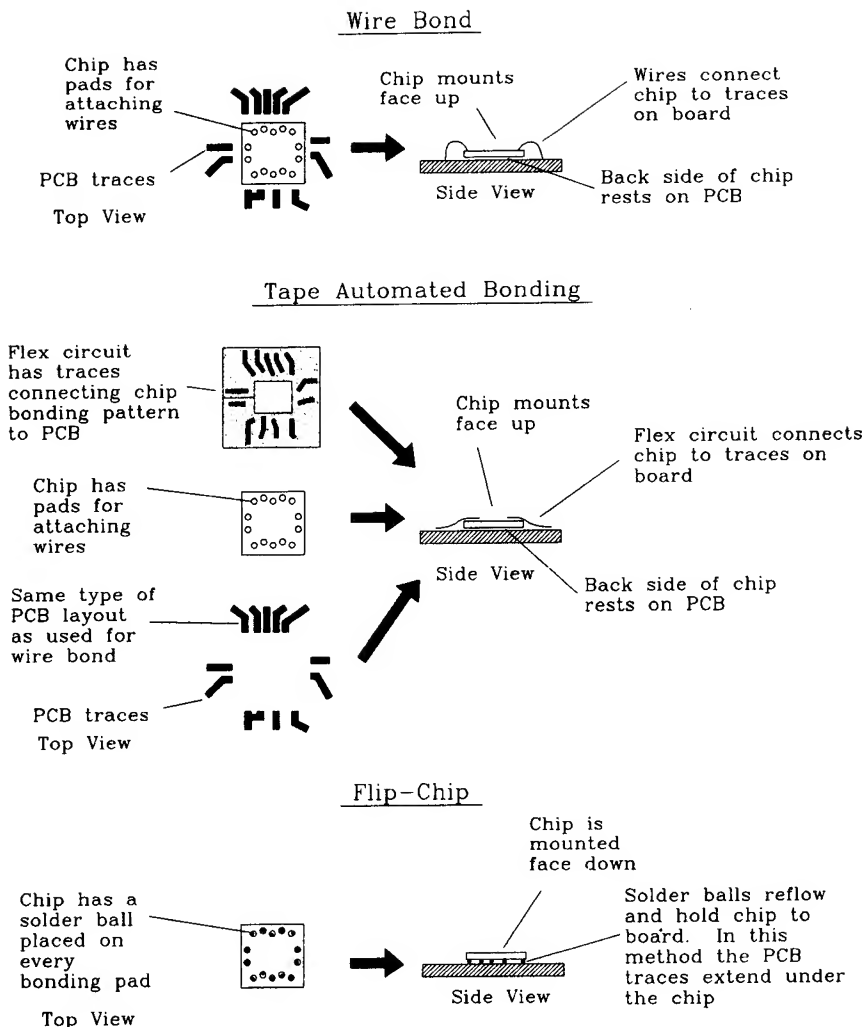 Wire Bond
Chip has
pads for
attaching
wires
PCB traces
Top View
Chip mounts
face up
Wires connect
chip to traces
on board
Back side of chip
rests on PCB
Side View
Tape Automated Bonding
Flex circuit
has traces
connecting chip
bonding pattern
to PCB
Chip has
pads for
attaching
wires
Same type of
PCB layout
as used for
wire bond
PCB traces
Top View
Chip mounts
face up
Flex circuit connects
chip to traces on
board
Side View
Back side of chip
rests on PCB
Flip-Chip
Chip has a
solder ball
placed on
every
bonding pad
Top View
Chip is
mounted
face down
Solder balls reflow
and hold chip to
board. In this
method the PCB
traces extend under
the chip
Side View